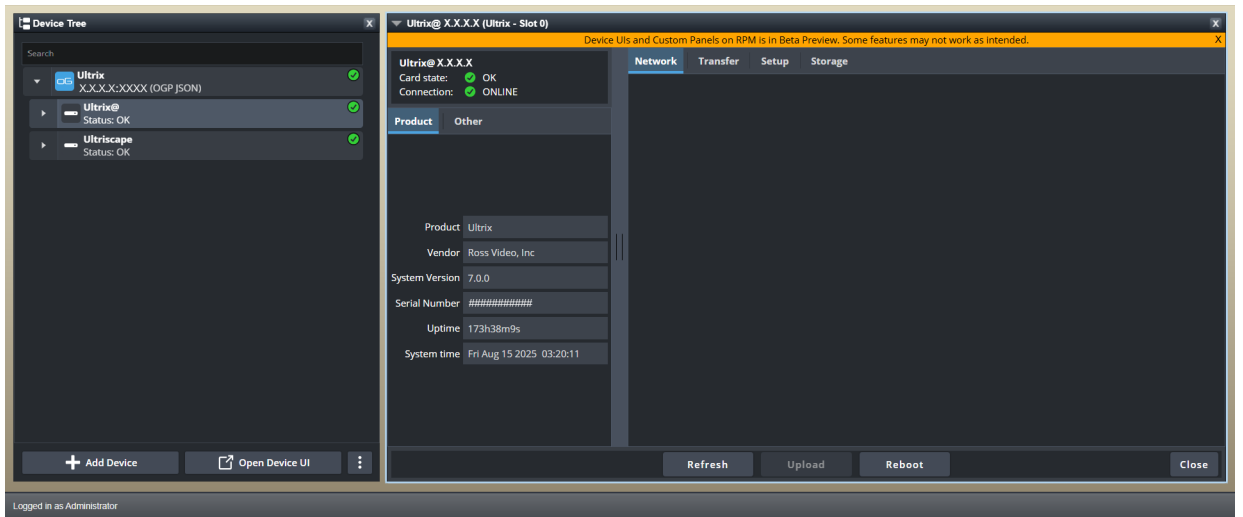 Device Tree
X
Search
Ultrix
X.X.X.X:XXXX (OGP JSON)
Ultrix@
Status: OK
Ultriscape
Status: OK
Add Device
Open Device UI
Ultrix@ X.X.X.X (Ultrix - Slot 0)
X
Device UIs and Custom Panels on RPM is in Beta Preview. Some features may not work as intended.
X
Ultrix@ X.X.X.X
Card state: OK
Connection: ONLINE
Product Other
Product Ultrix
Vendor Ross Video, Inc
System Version 7.0.0
Serial Number ###########
Uptime 173h38m9s
System time Fri Aug 15 2025 03:20:11
Network Transfer Setup Storage
Refresh Upload Reboot Close
Logged in as Administrator